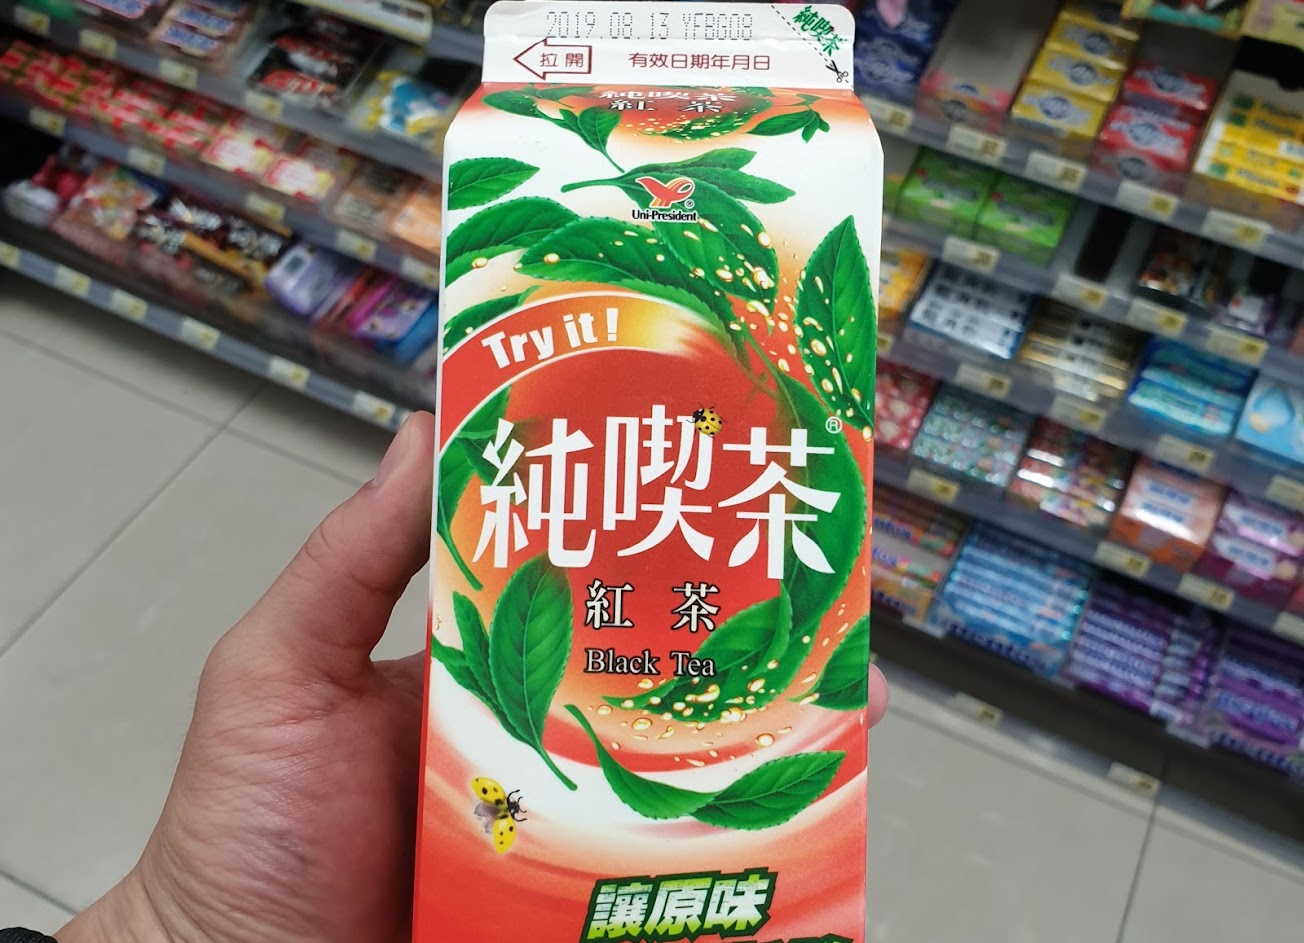 2019.08.13 YFBG08
純喫茶
拉開
有效日期年月日
純喫茶
紅茶
Uni-President
Try it!
純喫茶
紅茶
Black Tea
讓原味